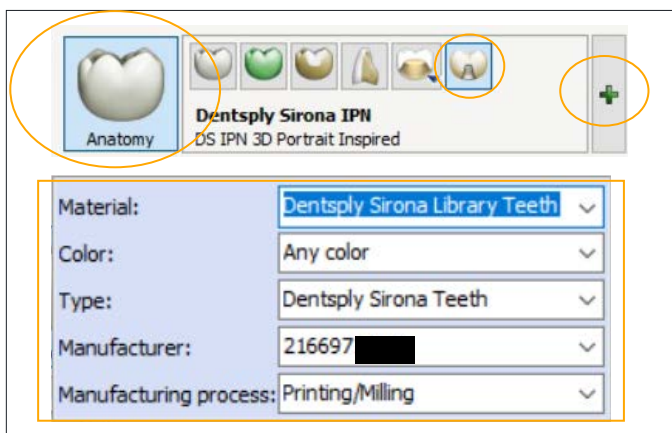 Anatomy
Dentsply Sirona IPN
DS IPN 3D Portrait Inspired
Material: Dentsply Sirona Library Teeth
Color: Any color
Type: Dentsply Sirona Teeth
Manufacturer: 216697
Manufacturing process: Printing/Milling